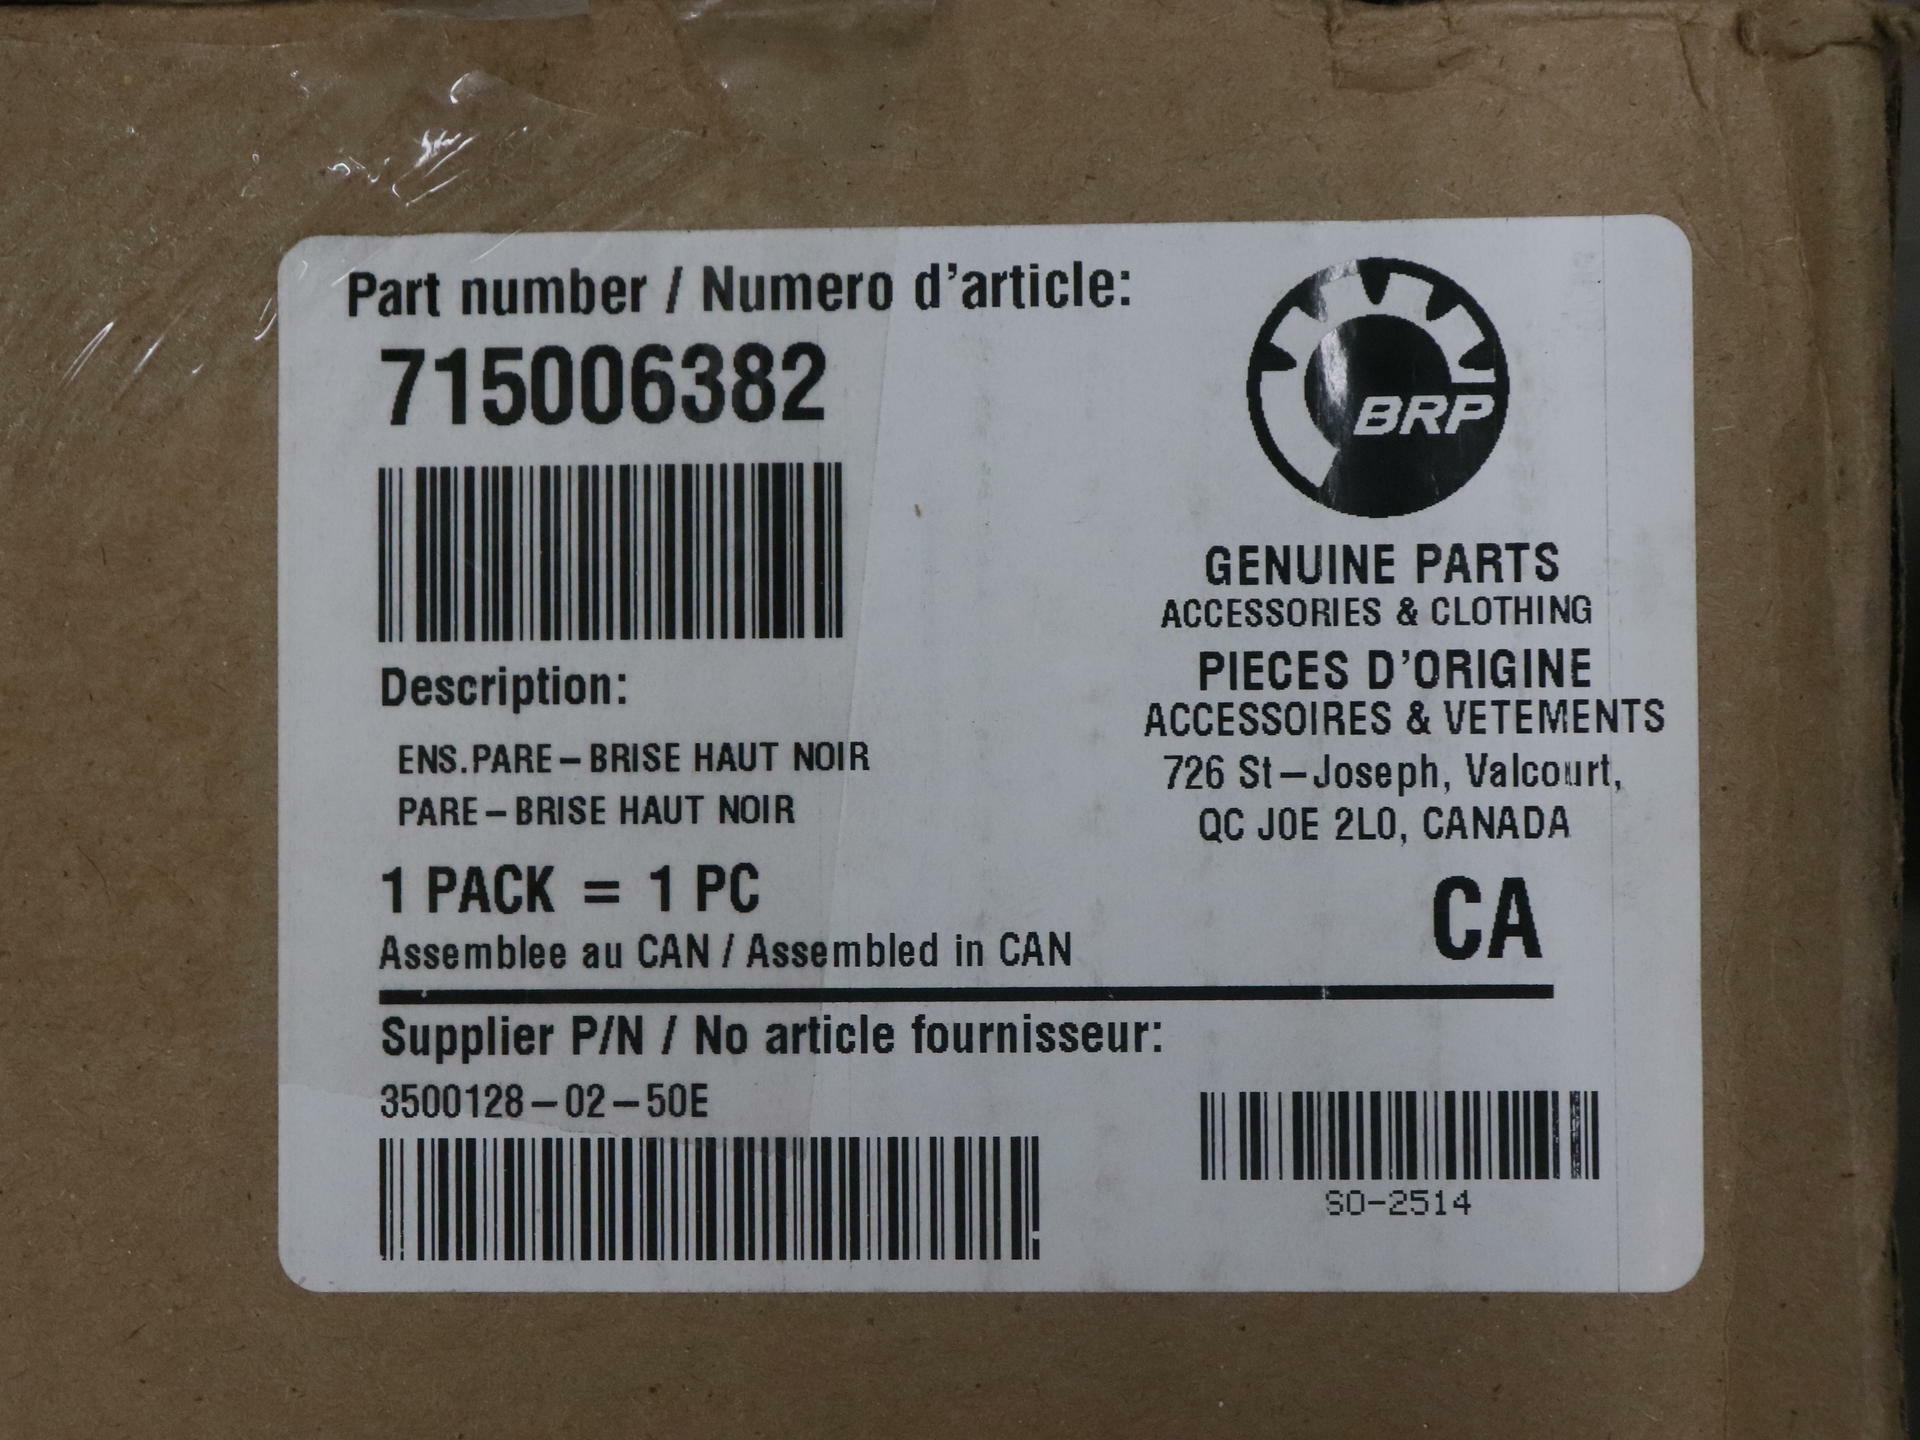 Part number / Numero d'article:
715006382
BRP
GENUINE PARTS
ACCESSORIES & CLOTHING
PIECES D'ORIGINE
ACCESSOIRES & VETEMENTS
726 St-Joseph, Valcourt,
QC J0E 2L0, CANADA
Description:
ENS.PARE-BRISE HAUT NOIR
PARE-BRISE HAUT NOIR
1 PACK = 1 PC
CA
Assemblee au CAN / Assembled in CAN
Supplier P/N / No article fournisseur:
3500128-02-50E
SO-2514